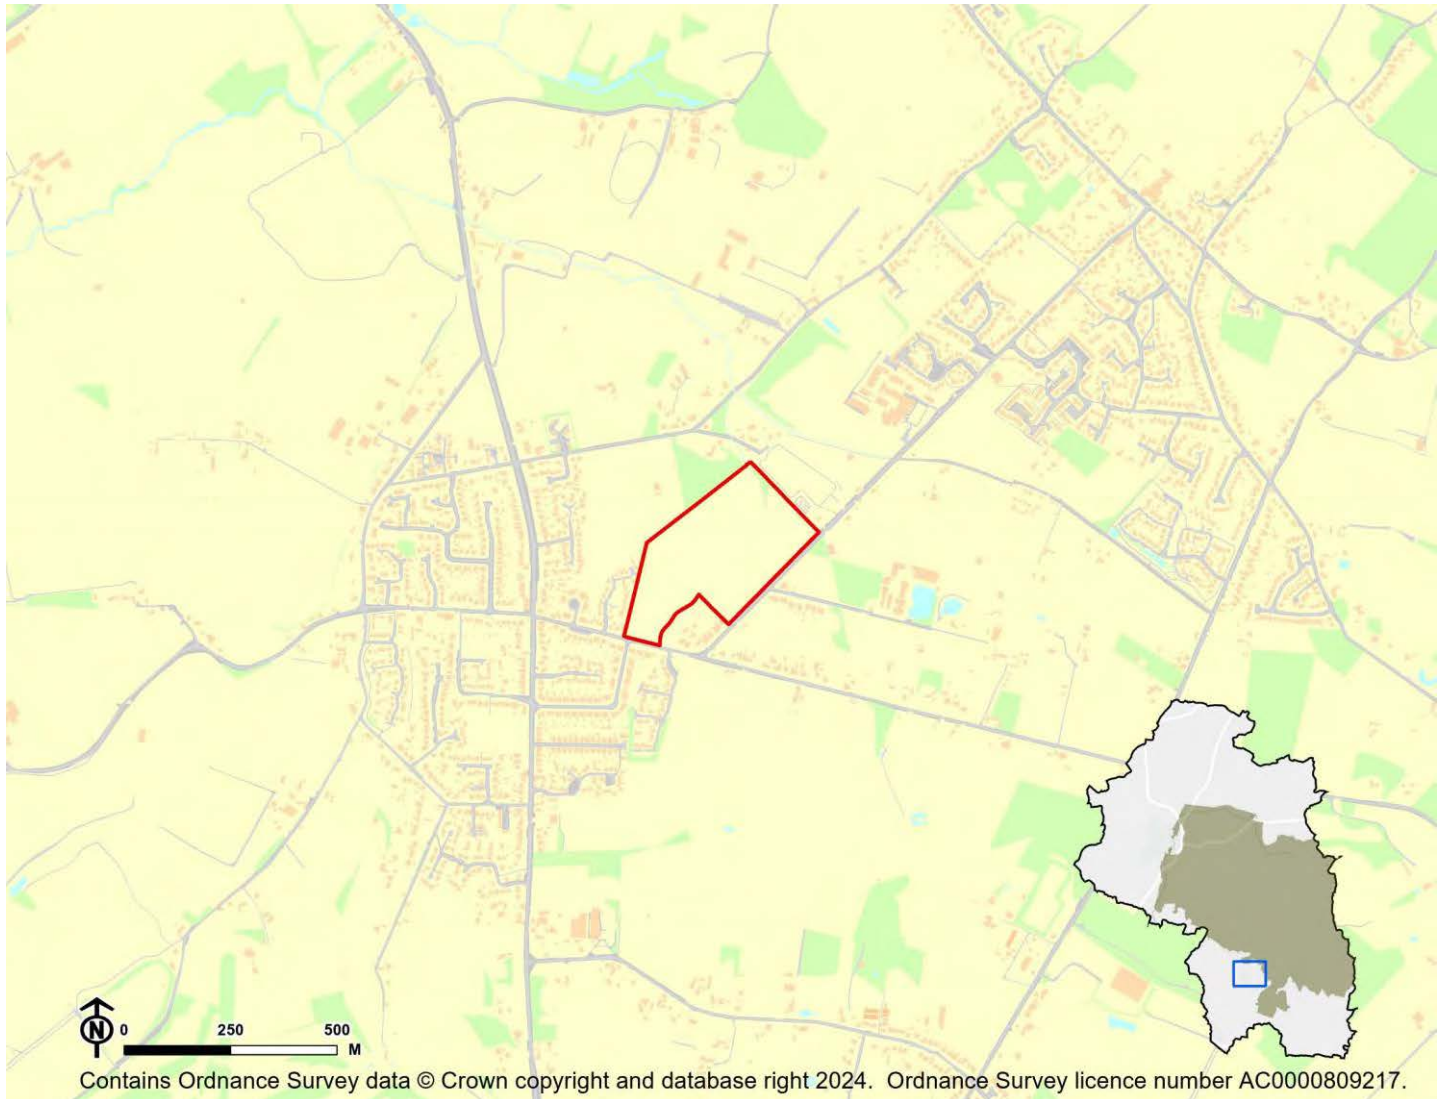 N
0 250 500
M
Contains Ordnance Survey data © Crown copyright and database right 2024. Ordnance Survey licence number AC0000809217.